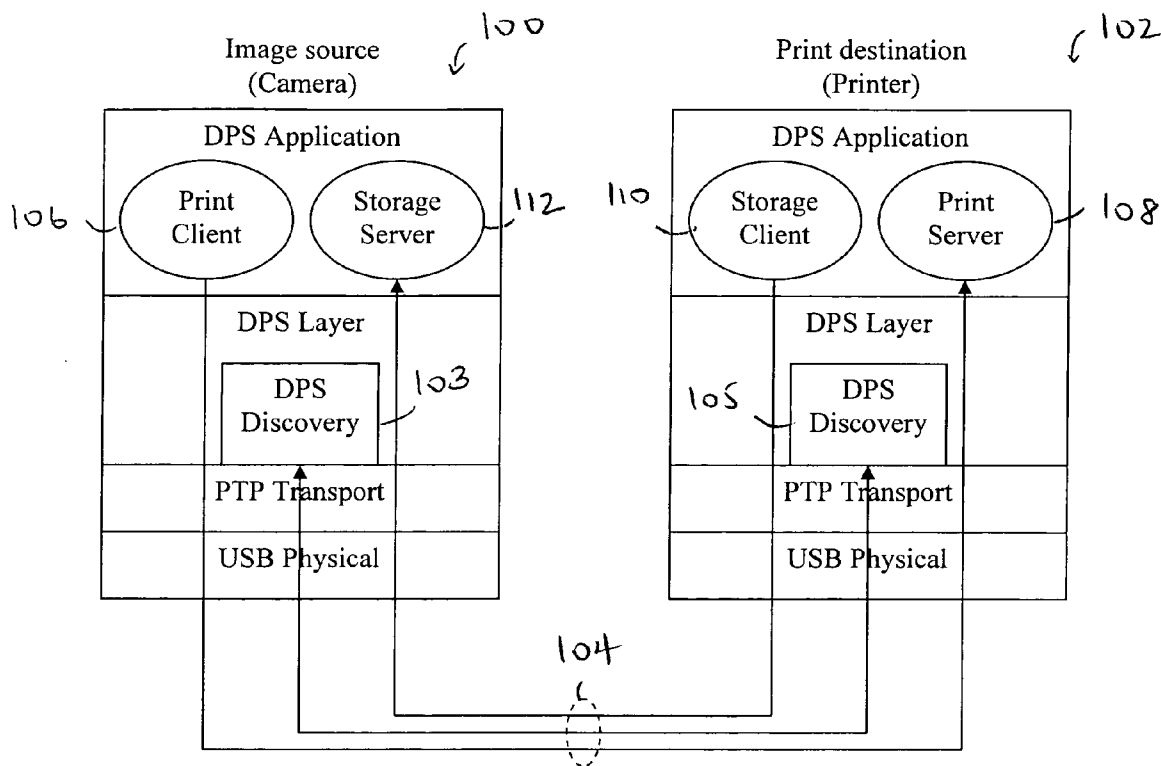 Image source
(Camera)
100
Print destination
(Printer)
102
DPS Application
Print
Client
106
Storage
Server
112
DPS Application
Storage
Client
110
Print
Server
108
DPS Layer
DPS
Discovery
103
DPS Layer
DPS
Discovery
105
PTP Transport
PTP Transport
USB Physical
USB Physical
104